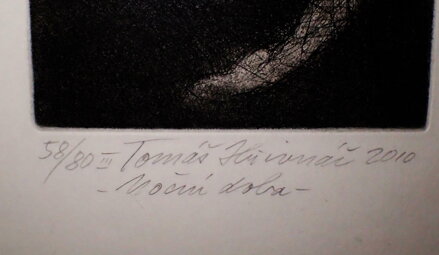 58/80 III Tomáš Hřivnáč 2010
- Noční doba -